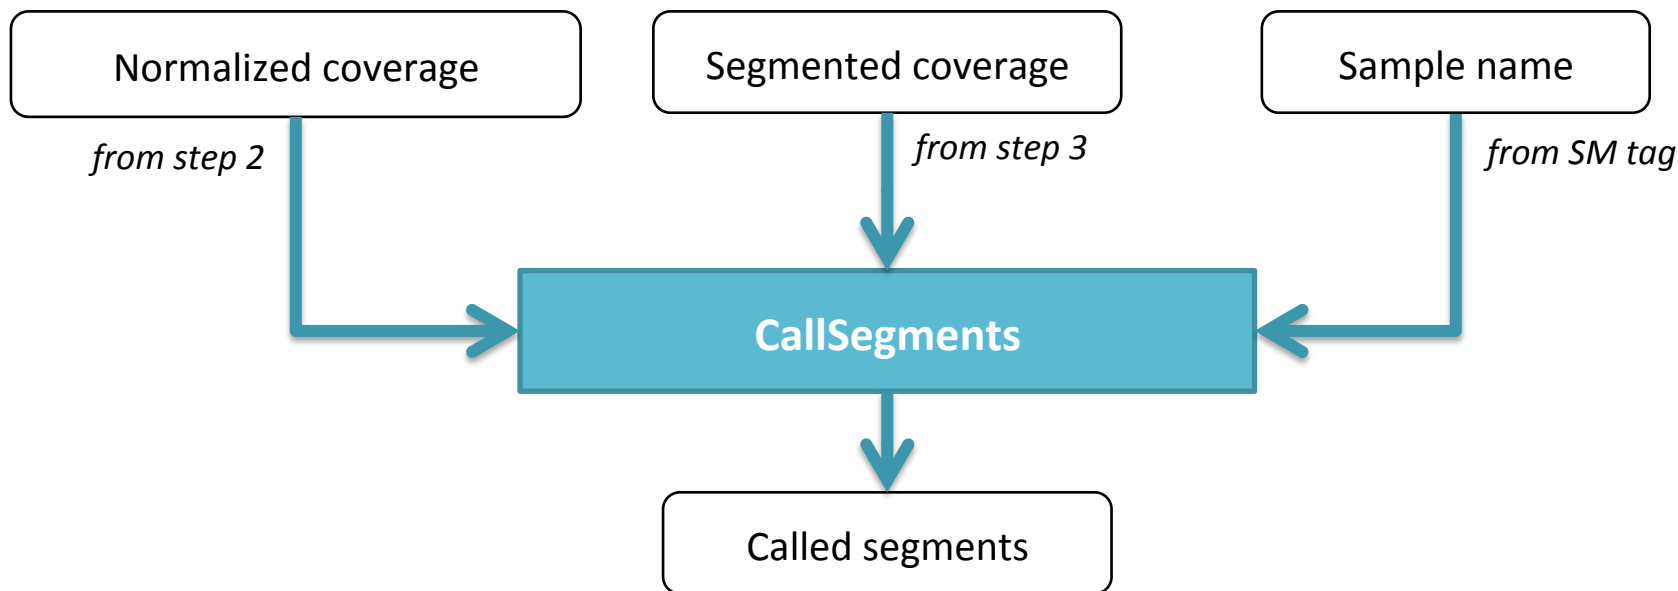 Normalized coverage
Segmented coverage
Sample name
from step 2
from step 3
from SM tag
CallSegments
Called segments